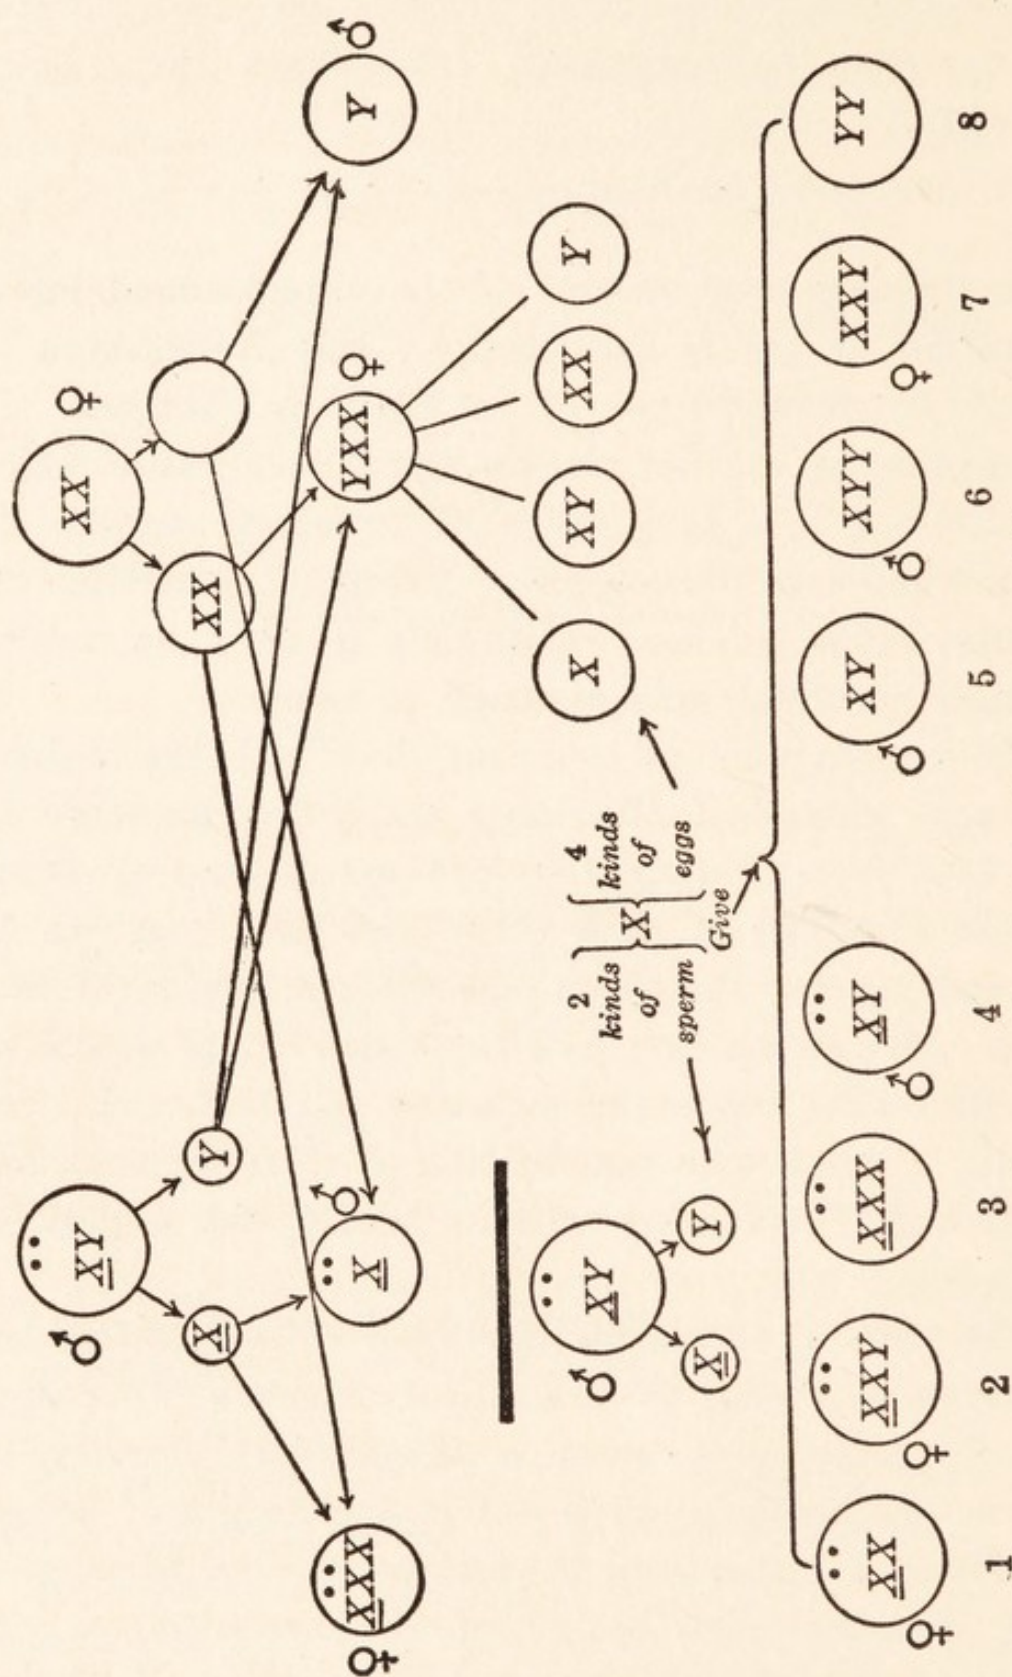 ♂ XY XX ♀
X Y XX
♀ XXX X ♂ YXX ♀ Y ♂
♂ XY
X Y
2 4
kinds kinds
of X of
sperm eggs
X XY XX Y
Give
XX XXY XXX XY XY XYY XXY YY
♀ ♀ ♂ ♂ ♂ ♀
1 2 3 4 5 6 7 8